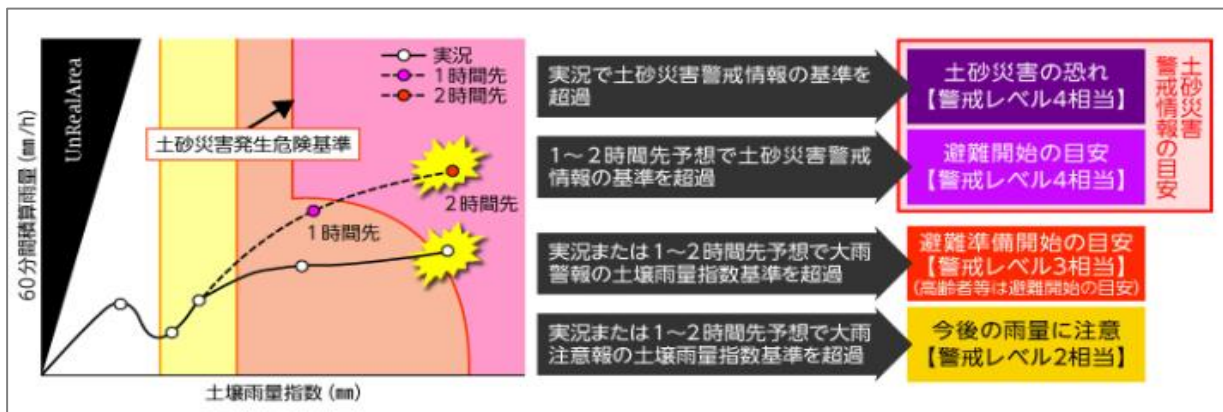 UnRealArea
実況
1時間先
2時間先
土砂災害発生危険基準
2時間先
1時間先
60分間積算雨量(㎜/h)
土壌雨量指数(㎜)
実況で土砂災害警戒情報の基準を
超過
土砂災害の恐れ
【警戒レベル4相当】
1~2時間先予想で土砂災害警戒
情報の基準を超過
避難開始の目安
【警戒レベル4相当】
土砂災害
警戒情報の目安
実況または1~2時間先予想で大雨
警報の土壌雨量指数基準を超過
避難準備開始の目安
【警戒レベル3相当】
(高齢者等は避難開始の目安)
実況または1~2時間先予想で大雨
注意報の土壌雨量指数基準を超過
今後の雨量に注意
【警戒レベル2相当】